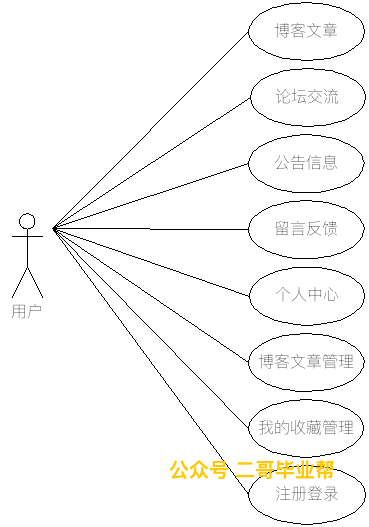 博客文章
论坛交流
公告信息
留言反馈
用户
个人中心
博客文章管理
我的收藏管理
公众号 二哥毕业帮
注册登录